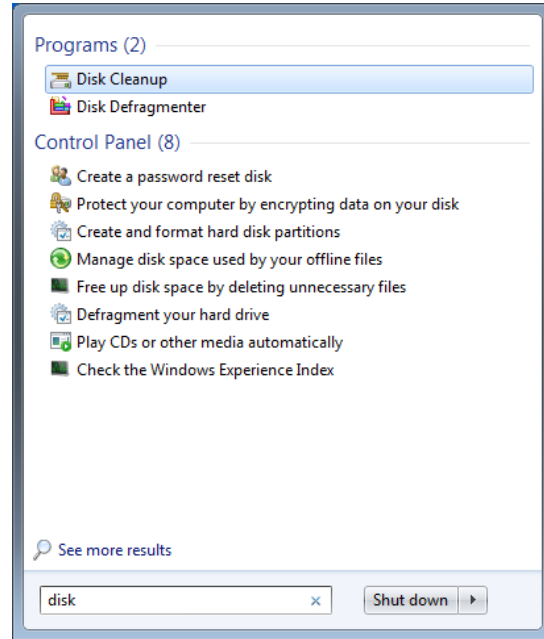 Programs (2)
Disk Cleanup
Disk Defragmenter
Control Panel (8)
Create a password reset disk
Protect your computer by encrypting data on your disk
Create and format hard disk partitions
Manage disk space used by your offline files
Free up disk space by deleting unnecessary files
Defragment your hard drive
Play CDs or other media automatically
Check the Windows Experience Index
See more results
disk Shut down